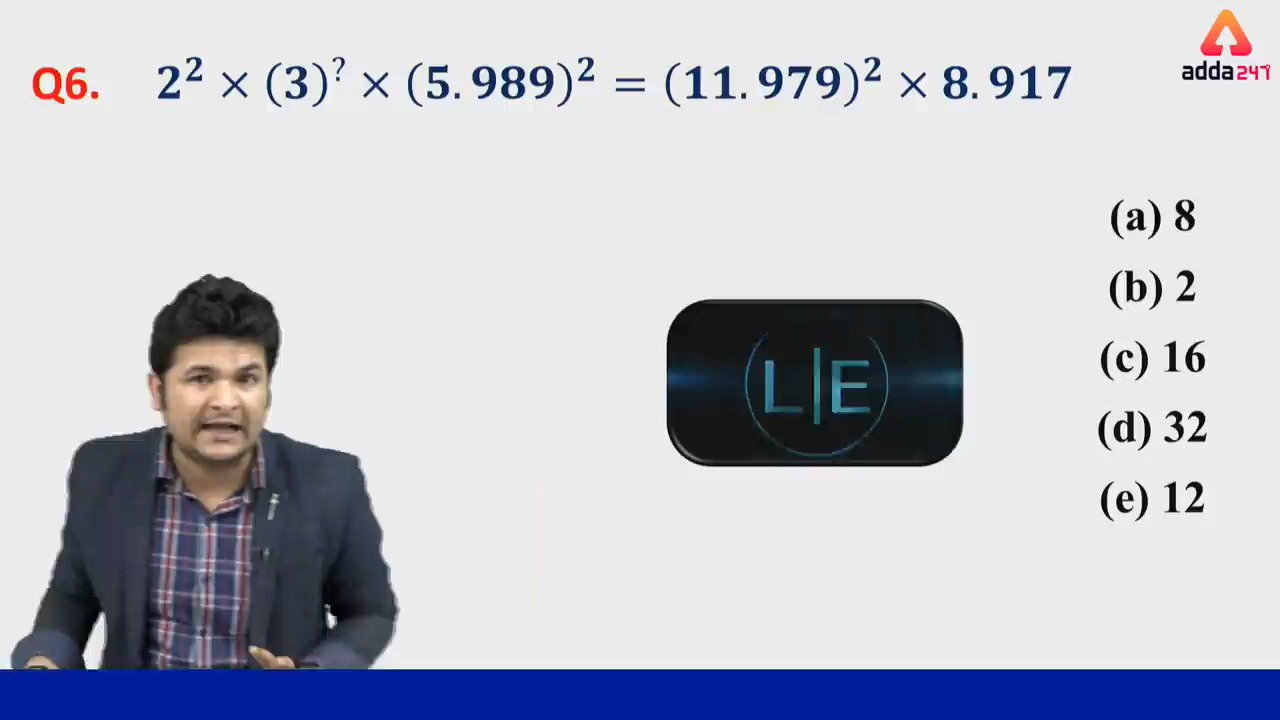 Q6. 2² × (3)^? × (5.989)² = (11.979)² × 8.917
adda247
(a) 8
(b) 2
(c) 16
(d) 32
(e) 12
L|E